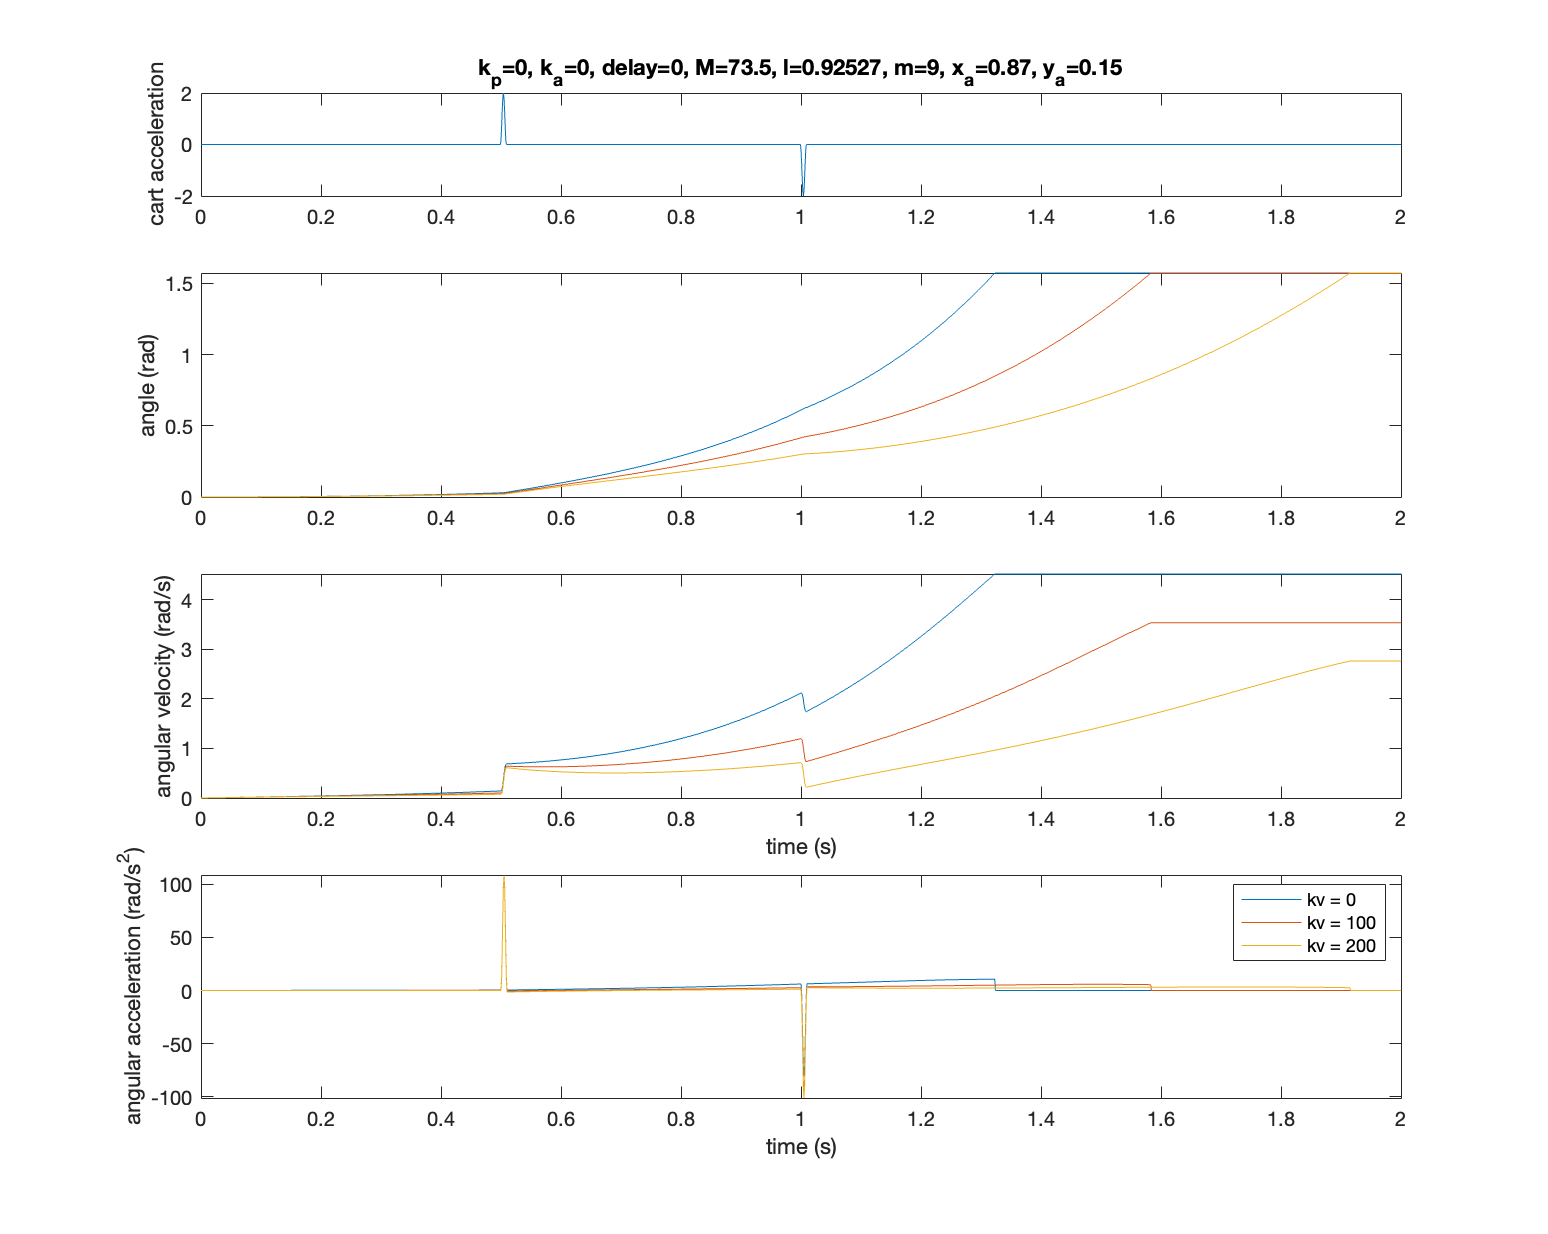 k_p=0, k_a=0, delay=0, M=73.5, l=0.92527, m=9, x_a=0.87, y_a=0.15
cart acceleration
2
0
-2
0 0.2 0.4 0.6 0.8 1 1.2 1.4 1.6 1.8 2
angle (rad)
1.5
1
0.5
0
0 0.2 0.4 0.6 0.8 1 1.2 1.4 1.6 1.8 2
angular velocity (rad/s)
4
3
2
1
0
0 0.2 0.4 0.6 0.8 1 1.2 1.4 1.6 1.8 2
time (s)
angular acceleration (rad/s^2)
100
50
0
-50
-100
kv = 0
kv = 100
kv = 200
0 0.2 0.4 0.6 0.8 1 1.2 1.4 1.6 1.8 2
time (s)